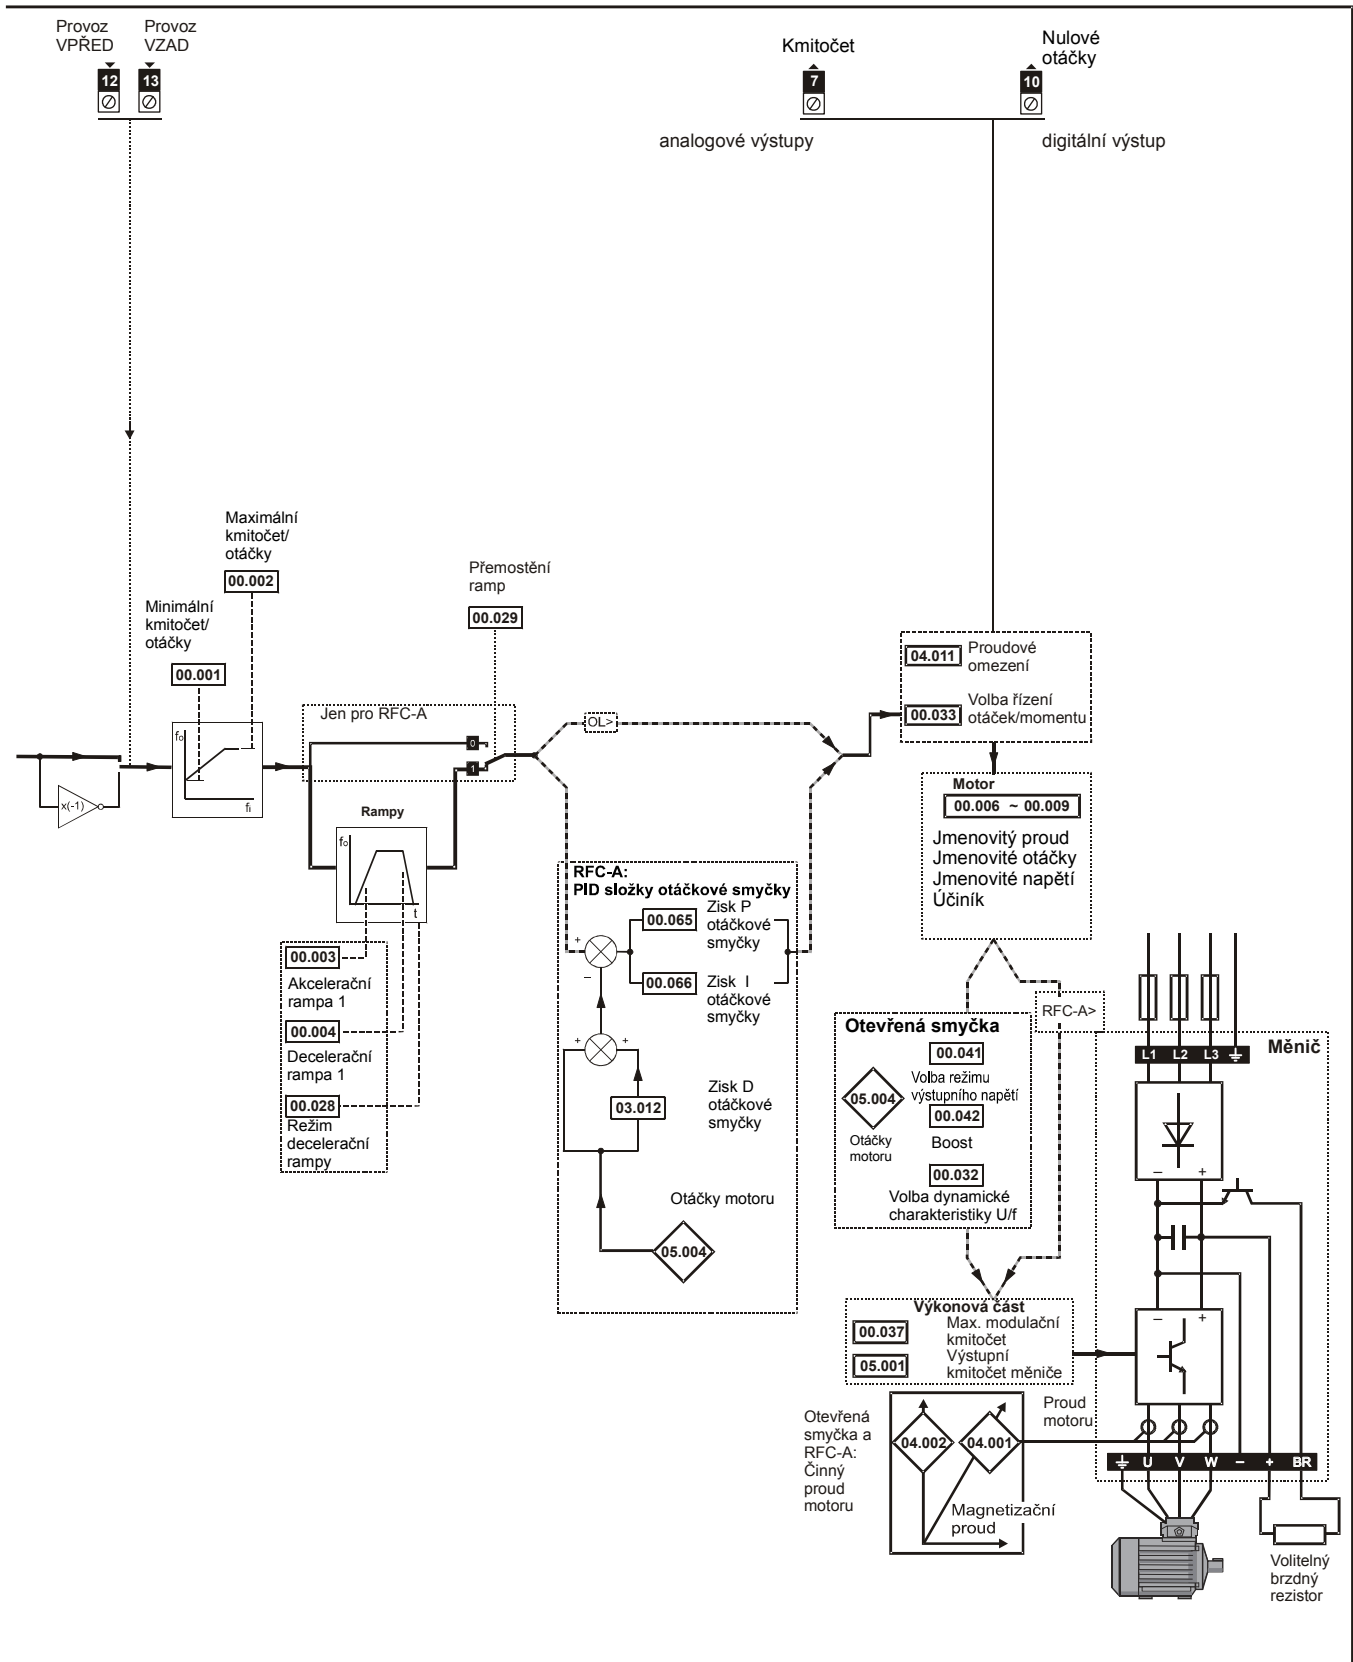 Provoz
VPŘED
Provoz
VZAD
12
13
Kmitočet
7
Nulové
otáčky
10
analogové výstupy
digitální výstup
Maximální
kmitočet/
otáčky
00.002
Minimální
kmitočet/
otáčky
00.001
Přemostění
ramp
00.029
Jen pro RFC-A
0
1
OL>
04.011
Proudové
omezení
00.033
Volba řízení
otáček/momentu
fo
fi
x(-1)
Rampy
fo
t
Motor
00.006 ~ 00.009
Jmenovitý proud
Jmenovité otáčky
Jmenovité napětí
Účiník
RFC-A:
PID složky otáčkové smyčky
00.065
Zisk P
otáčkové
smyčky
+
–
00.066
Zisk I
otáčkové
smyčky
+
+
03.012
Zisk D
otáčkové
smyčky
Otáčky motoru
05.004
00.003
Akcelerační
rampa 1
00.004
Decelerační
rampa 1
00.028
Režim
decelerační
rampy
RFC-A>
Otevřená smyčka
00.041
Volba režimu
výstupního napětí
05.004
Otáčky
motoru
00.042
Boost
00.032
Volba dynamické
charakteristiky U/f
Měnič
L1 L2 L3
– +
– +
Výkonová část
00.037
Max. modulační
kmitočet
05.001
Výstupní
kmitočet měniče
Otevřená
smyčka a
RFC-A:
Činný
proud
motoru
04.002
04.001
Magnetizační
proud
Proud
motoru
U V W – + BR
Volitelný
brzdný
rezistor